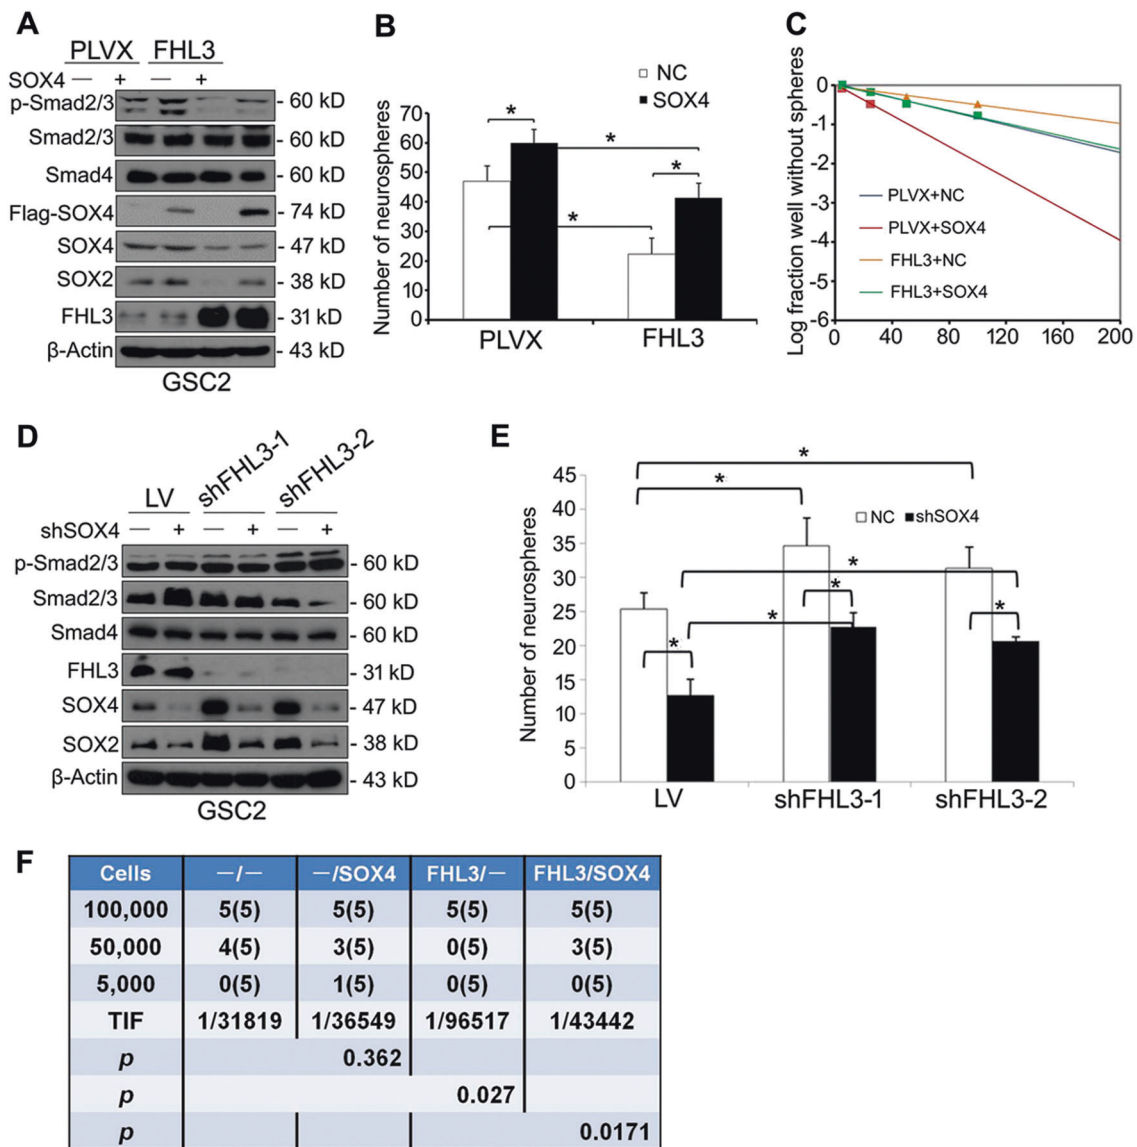 A
PLVX FHL3
SOX4 — + — +
p-Smad2/3 - 60 kD
Smad2/3 - 60 kD
Smad4 - 60 kD
Flag-SOX4 - 74 kD
SOX4 - 47 kD
SOX2 - 38 kD
FHL3 - 31 kD
β-Actin - 43 kD
GSC2
B
NC
SOX4
Number of neurospheres
70
60
50
40
30
20
10
0
* * * *
PLVX FHL3
C
Log fraction well without spheres
0
-1
-2
-3
-4
-5
-6
PLVX+NC
PLVX+SOX4
FHL3+NC
FHL3+SOX4
0 40 80 120 160 200
D
LV shFHL3-1 shFHL3-2
shSOX4 — + — + — +
p-Smad2/3 - 60 kD
Smad2/3 - 60 kD
Smad4 - 60 kD
FHL3 - 31 kD
SOX4 - 47 kD
SOX2 - 38 kD
β-Actin - 43 kD
GSC2
E
Number of neurospheres
45
40
35
30
25
20
15
10
5
0
NC shSOX4
* * * * * * *
LV shFHL3-1 shFHL3-2
F
Cells —/— —/SOX4 FHL3/— FHL3/SOX4
100,000 5(5) 5(5) 5(5) 5(5)
50,000 4(5) 3(5) 0(5) 3(5)
5,000 0(5) 1(5) 0(5) 0(5)
TIF 1/31819 1/36549 1/96517 1/43442
p 0.362
p 0.027
p 0.0171